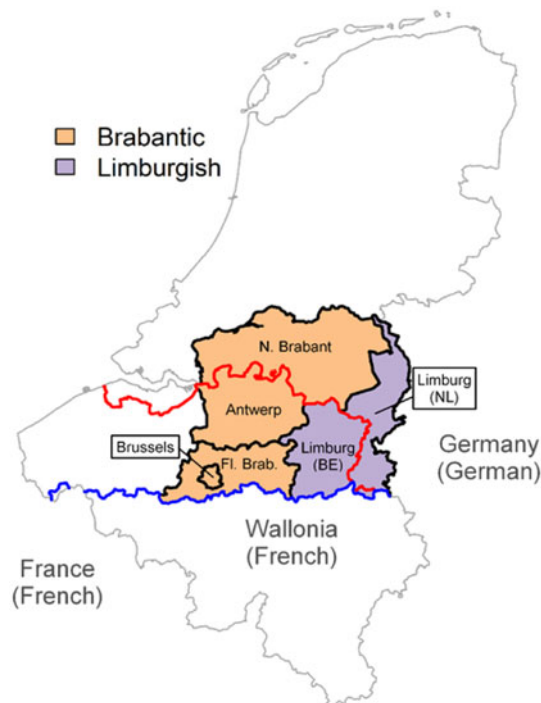 Brabantic
Limburgish
N. Brabant
Limburg
(NL)
Antwerp
Brussels
Fl. Brab.
Limburg
(BE)
Germany
(German)
Wallonia
(French)
France
(French)